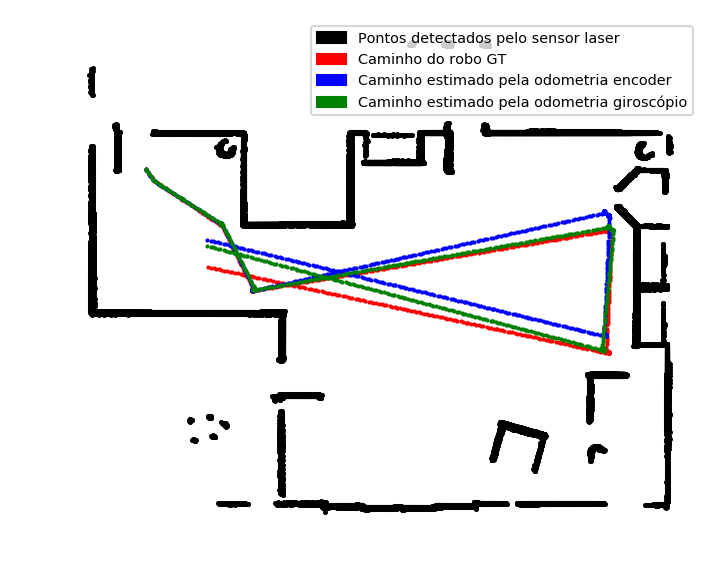 Pontos detectados pelo sensor laser
Caminho do robo GT
Caminho estimado pela odometria encoder
Caminho estimado pela odometria giroscópio